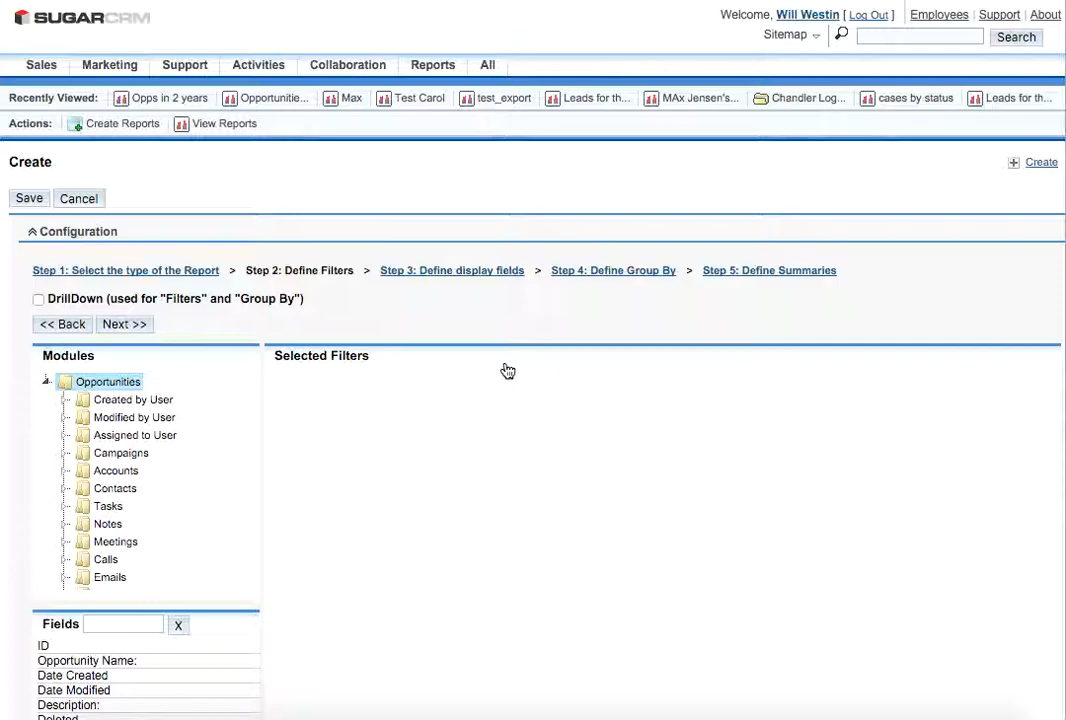 SUGARCRM
Welcome, Will Westin [ Log Out ] Employees | Support | About
Sitemap Search
Sales Marketing Support Activities Collaboration Reports All
Recently Viewed: Opps in 2 years Opportunitie... Max Test Carol test_export Leads for th... MAx Jensen's... Chandler Log... cases by status Leads for th...
Actions: Create Reports View Reports
Create
Create
Save Cancel
Configuration
Step 1: Select the type of the Report > Step 2: Define Filters > Step 3: Define display fields > Step 4: Define Group By > Step 5: Define Summaries
DrillDown (used for "Filters" and "Group By")
<< Back Next >>
Modules
Selected Filters
Opportunities
Created by User
Modified by User
Assigned to User
Campaigns
Accounts
Contacts
Tasks
Notes
Meetings
Calls
Emails
Fields X
ID
Opportunity Name:
Date Created
Date Modified
Description:
Deleted